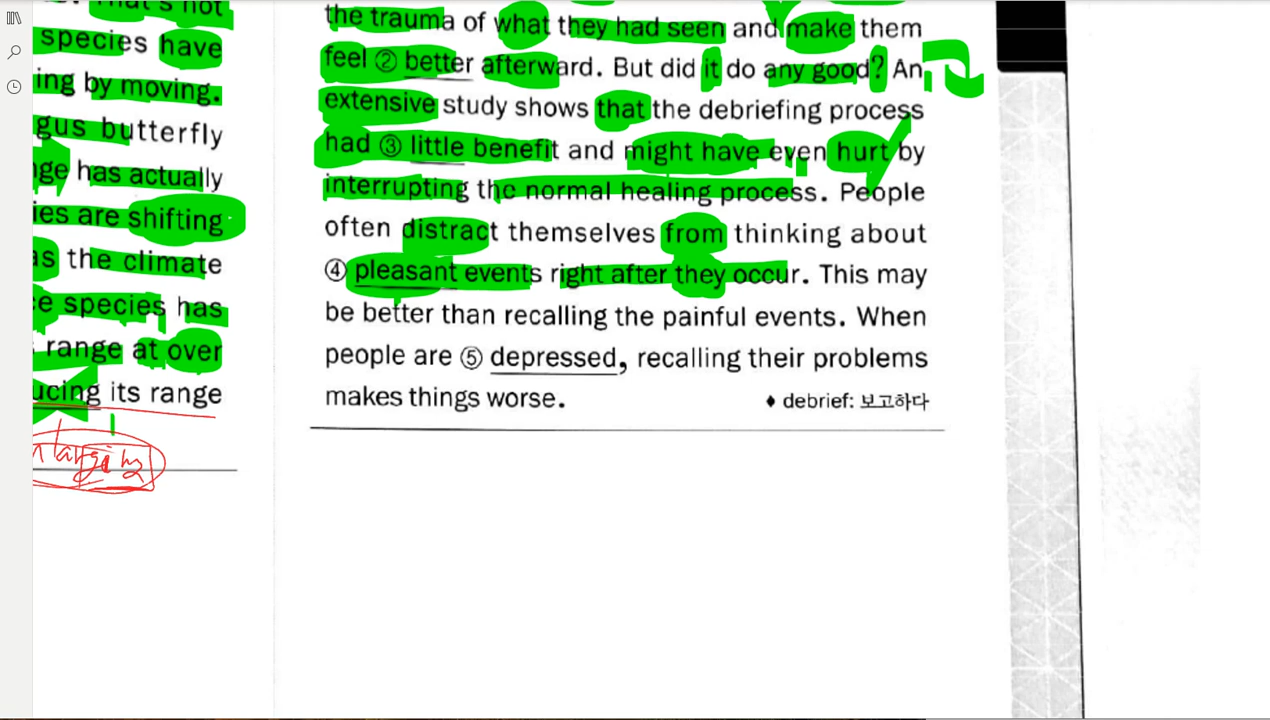 That's not
species have
ing by moving.
gus butterfly
nge has actually
ies are shifting
as the climate
e species has
range at over
ucing its range
the trauma of what they had seen and make them
feel ② better afterward. But did it do any good? An
extensive study shows that the debriefing process
had ③ little benefit and might have even hurt by
interrupting the normal healing process. People
often distract themselves from thinking about
④ pleasant events right after they occur. This may
be better than recalling the painful events. When
people are ⑤ depressed, recalling their problems
makes things worse.
♦ debrief: 보고하다